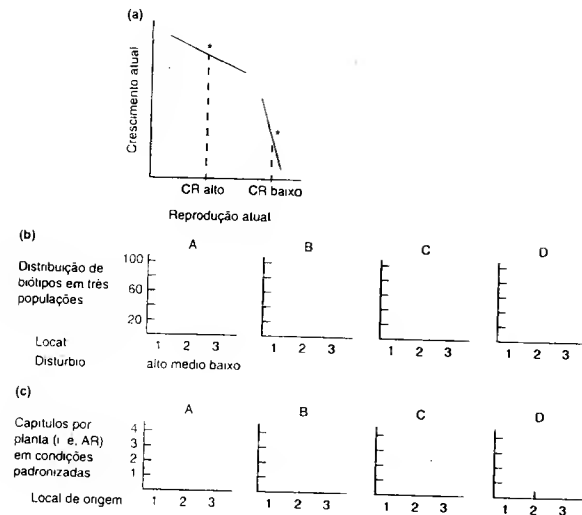 (a)
Crescimento atual
*
*
CR alto CR baixo
Reprodução atual
(b)
A B C D
Distribuição de
biótipos em três
populações
100
60
20
Local 1 2 3 1 2 3 1 2 3 1 2 3
Distúrbio alto medio baixo
(c)
A B C D
Capítulos por
planta (i e, AR)
em condições
padronizadas
4
3
2
1
Local de origem 1 2 3 1 2 3 1 2 3 1 2 3